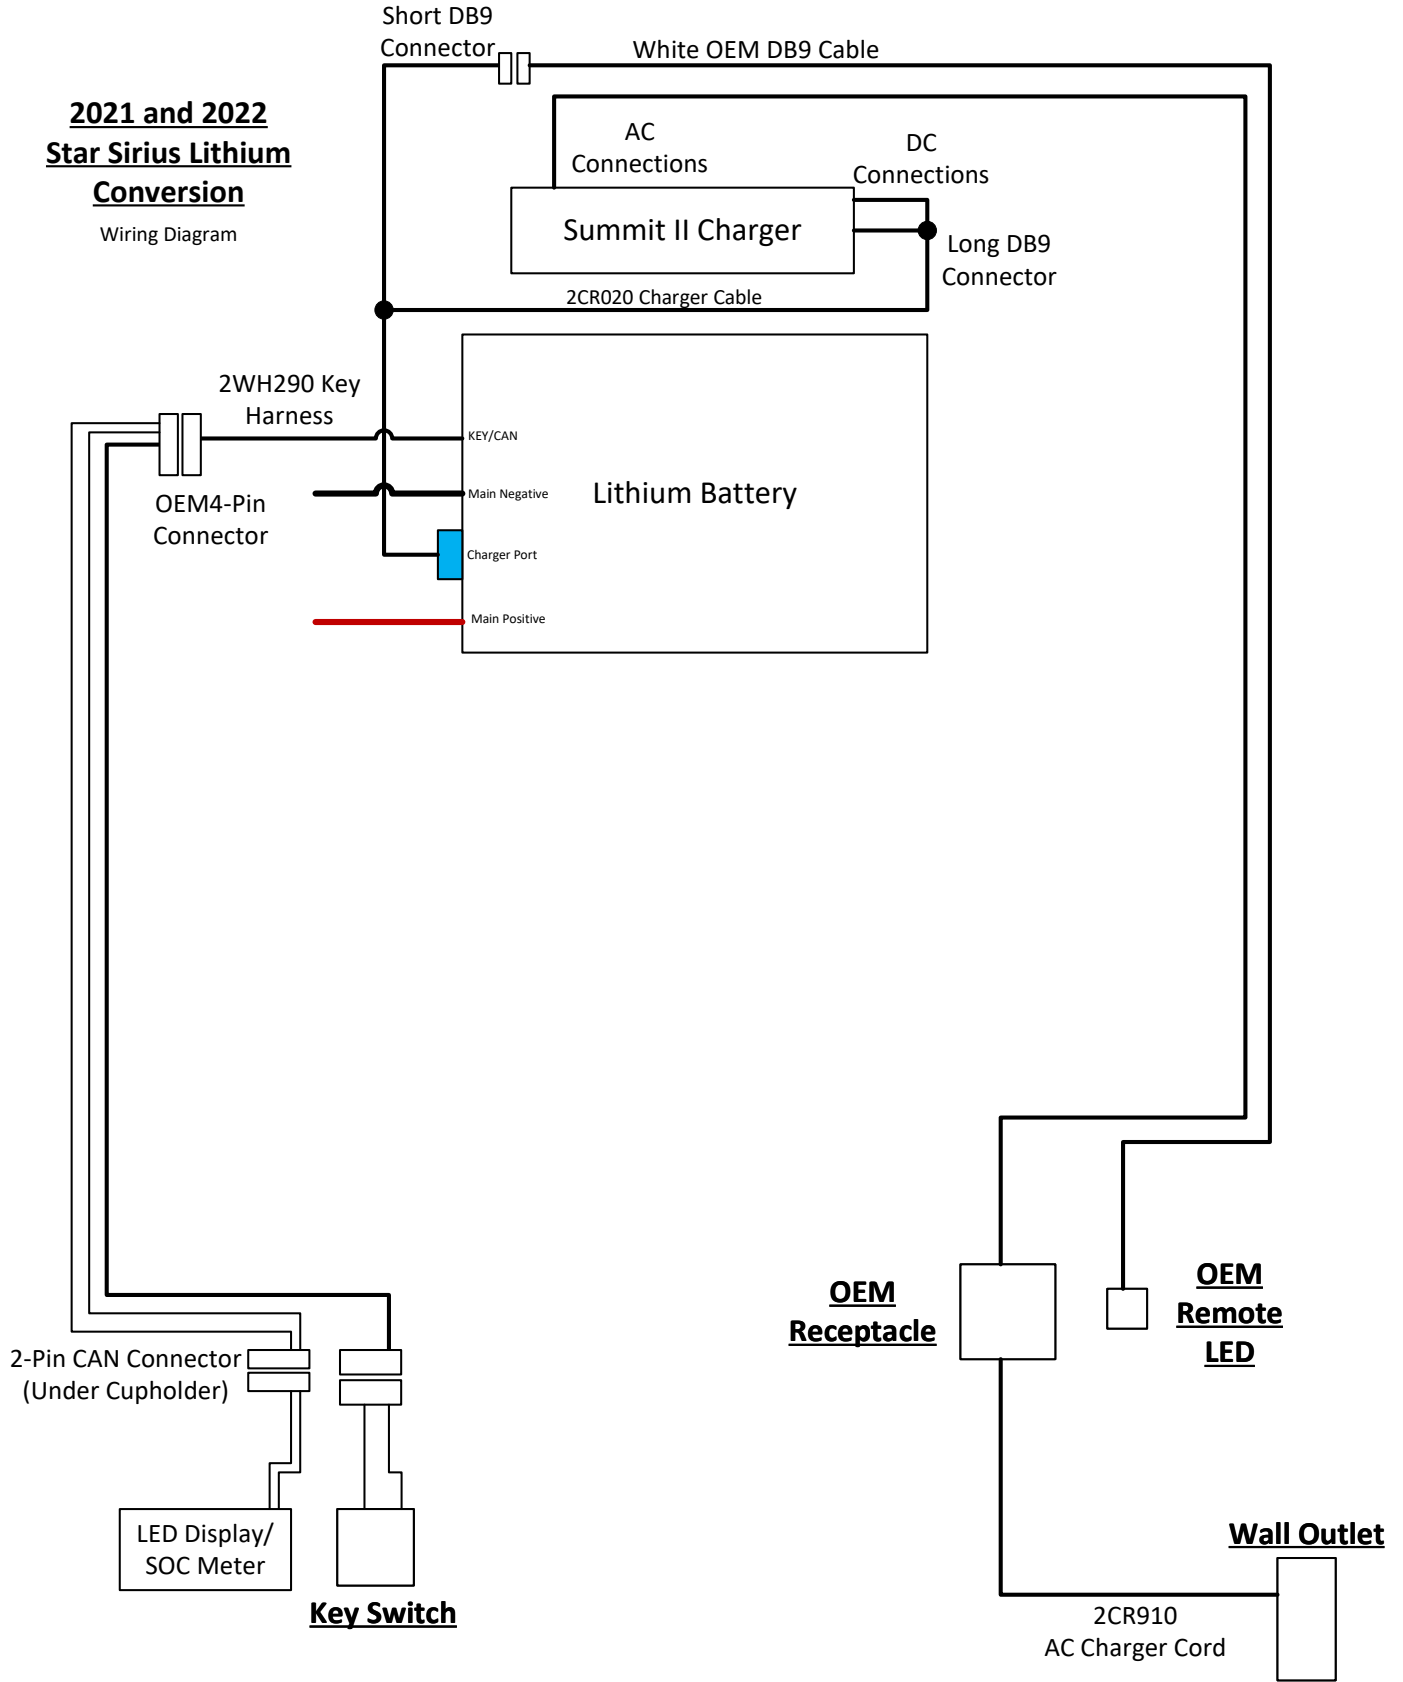 Short DB9
Connector
White OEM DB9 Cable
2021 and 2022
Star Sirius Lithium
Conversion
Wiring Diagram
AC
Connections
DC
Connections
Summit II Charger
Long DB9
Connector
2CR020 Charger Cable
2WH290 Key
Harness
KEY/CAN
OEM4-Pin
Connector
Main Negative
Lithium Battery
Charger Port
Main Positive
OEM
Receptacle
OEM
Remote
LED
2-Pin CAN Connector
(Under Cupholder)
LED Display/
SOC Meter
Key Switch
Wall Outlet
2CR910
AC Charger Cord